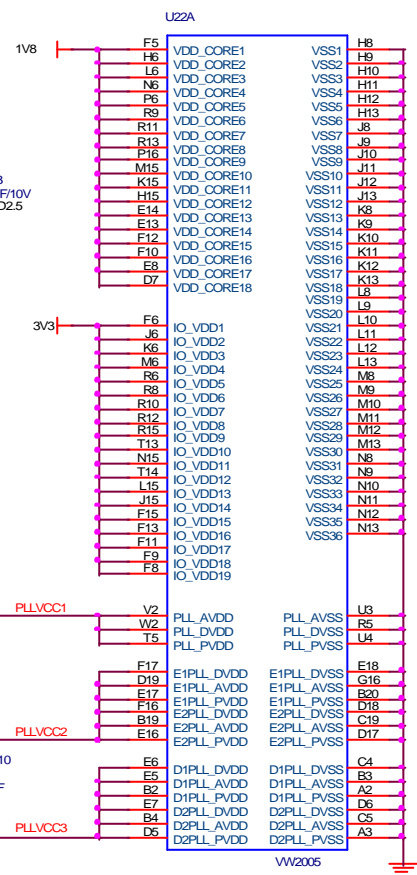 U22A
1V8 F5 VDD_CORE1 VSS1 H8
H6 VDD_CORE2 VSS2 H9
L6 VDD_CORE3 VSS3 H10
N6 VDD_CORE4 VSS4 H11
P6 VDD_CORE5 VSS5 H12
R9 VDD_CORE6 VSS6 H13
R11 VDD_CORE7 VSS7 J8
R13 VDD_CORE8 VSS8 J9
P16 VDD_CORE9 VSS9 J10
M15 VDD_CORE10 VSS10 J11
F/10V K15 VDD_CORE11 VSS11 J12
D2.5 H15 VDD_CORE12 VSS12 J13
E14 VDD_CORE13 VSS13 K8
E13 VDD_CORE14 VSS14 K9
F12 VDD_CORE15 VSS15 K10
F10 VDD_CORE16 VSS16 K11
E8 VDD_CORE17 VSS17 K12
D7 VDD_CORE18 VSS18 K13
VSS19 L8
VSS20 L9
3V3 F6 IO_VDD1 VSS21 L10
J6 IO_VDD2 VSS22 L11
K6 IO_VDD3 VSS23 L12
M6 IO_VDD4 VSS24 L13
R6 IO_VDD5 VSS25 M8
R8 IO_VDD6 VSS26 M9
R10 IO_VDD7 VSS27 M10
R12 IO_VDD8 VSS28 M11
R15 IO_VDD9 VSS29 M12
T13 IO_VDD10 VSS30 M13
N15 IO_VDD11 VSS31 N8
T14 IO_VDD12 VSS32 N9
L15 IO_VDD13 VSS33 N10
J15 IO_VDD14 VSS34 N11
F15 IO_VDD15 VSS35 N12
F13 IO_VDD16 VSS36 N13
F11 IO_VDD17
F9 IO_VDD18
F8 IO_VDD19
PLLVCC1 V2 PLL_AVDD PLL_AVSS U3
W2 PLL_DVDD PLL_DVSS R5
T5 PLL_PVDD PLL_PVSS U4
F17 E1PLL_DVDD E1PLL_DVSS E18
D19 E1PLL_AVDD E1PLL_AVSS G16
E17 E1PLL_PVDD E1PLL_PVSS B20
F16 E2PLL_DVDD E2PLL_DVSS D18
B19 E2PLL_AVDD E2PLL_AVSS C19
PLLVCC2 E16 E2PLL_PVDD E2PLL_PVSS D17
10 E6 D1PLL_DVDD D1PLL_DVSS C4
E5 D1PLL_AVDD D1PLL_AVSS B3
F B2 D1PLL_PVDD D1PLL_PVSS A2
E7 D2PLL_DVDD D2PLL_DVSS D6
B4 D2PLL_AVDD D2PLL_AVSS C5
PLLVCC3 D5 D2PLL_PVDD D2PLL_PVSS A3
VW2005